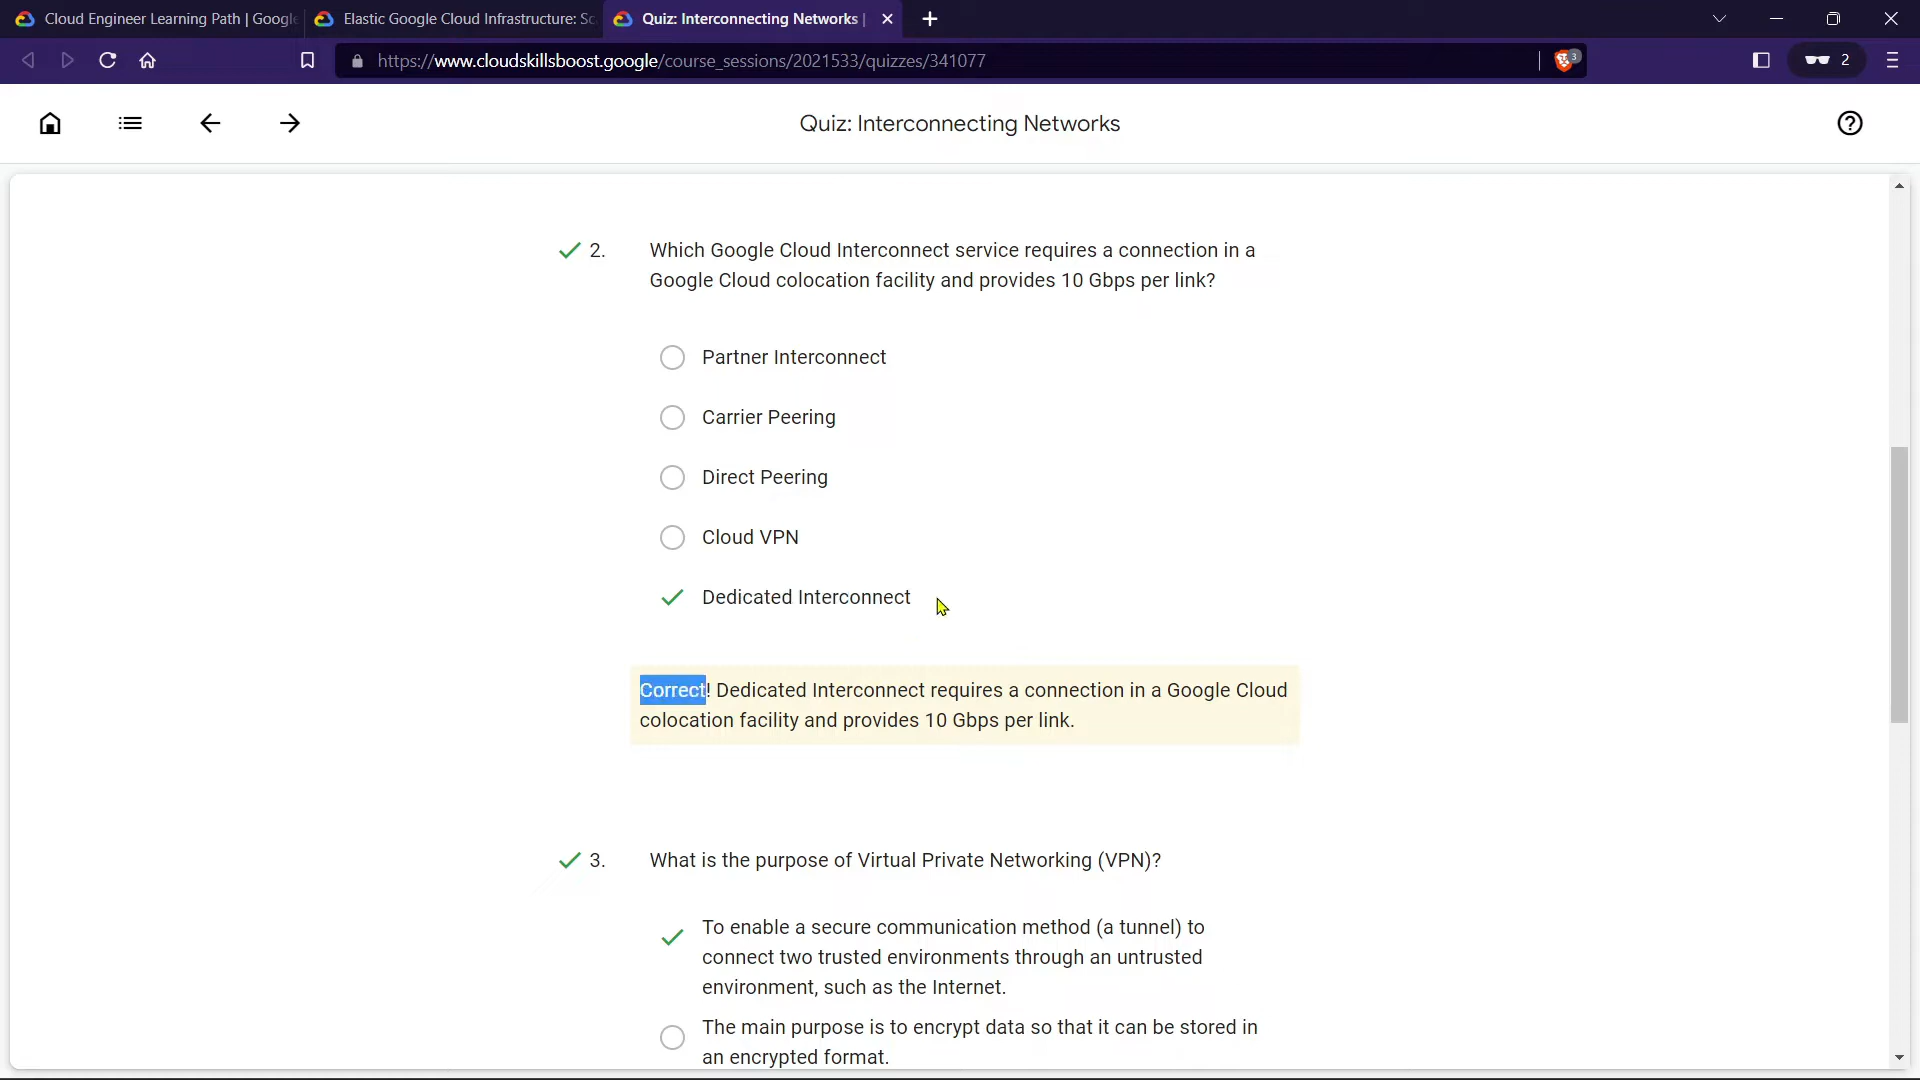 Cloud Engineer Learning Path | Google
Elastic Google Cloud Infrastructure: Sc
Quiz: Interconnecting Networks |
https://www.cloudskillsboost.google/course_sessions/2021533/quizzes/341077
3
2
Quiz: Interconnecting Networks
2. Which Google Cloud Interconnect service requires a connection in a
Google Cloud colocation facility and provides 10 Gbps per link?
Partner Interconnect
Carrier Peering
Direct Peering
Cloud VPN
Dedicated Interconnect
Correct! Dedicated Interconnect requires a connection in a Google Cloud
colocation facility and provides 10 Gbps per link.
3. What is the purpose of Virtual Private Networking (VPN)?
To enable a secure communication method (a tunnel) to
connect two trusted environments through an untrusted
environment, such as the Internet.
The main purpose is to encrypt data so that it can be stored in
an encrypted format.